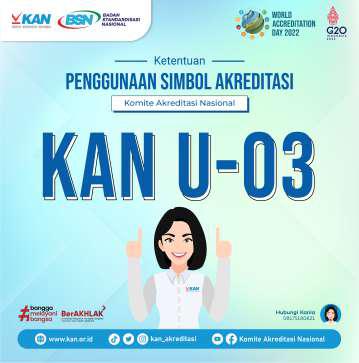 KAN
BSN
BADAN
STANDARDISASI
NASIONAL
WORLD
ACCREDITATION
DAY 2022
G20
Ketentuan
PENGGUNAAN SIMBOL AKREDITASI
Komite Akreditasi Nasional
KAN U-03
KAN
#bangga
melayani
bangsa
BerAKHLAK
Hubungi Kania
www.kan.or.id
kan_akreditasi
Komite Akreditasi Nasional